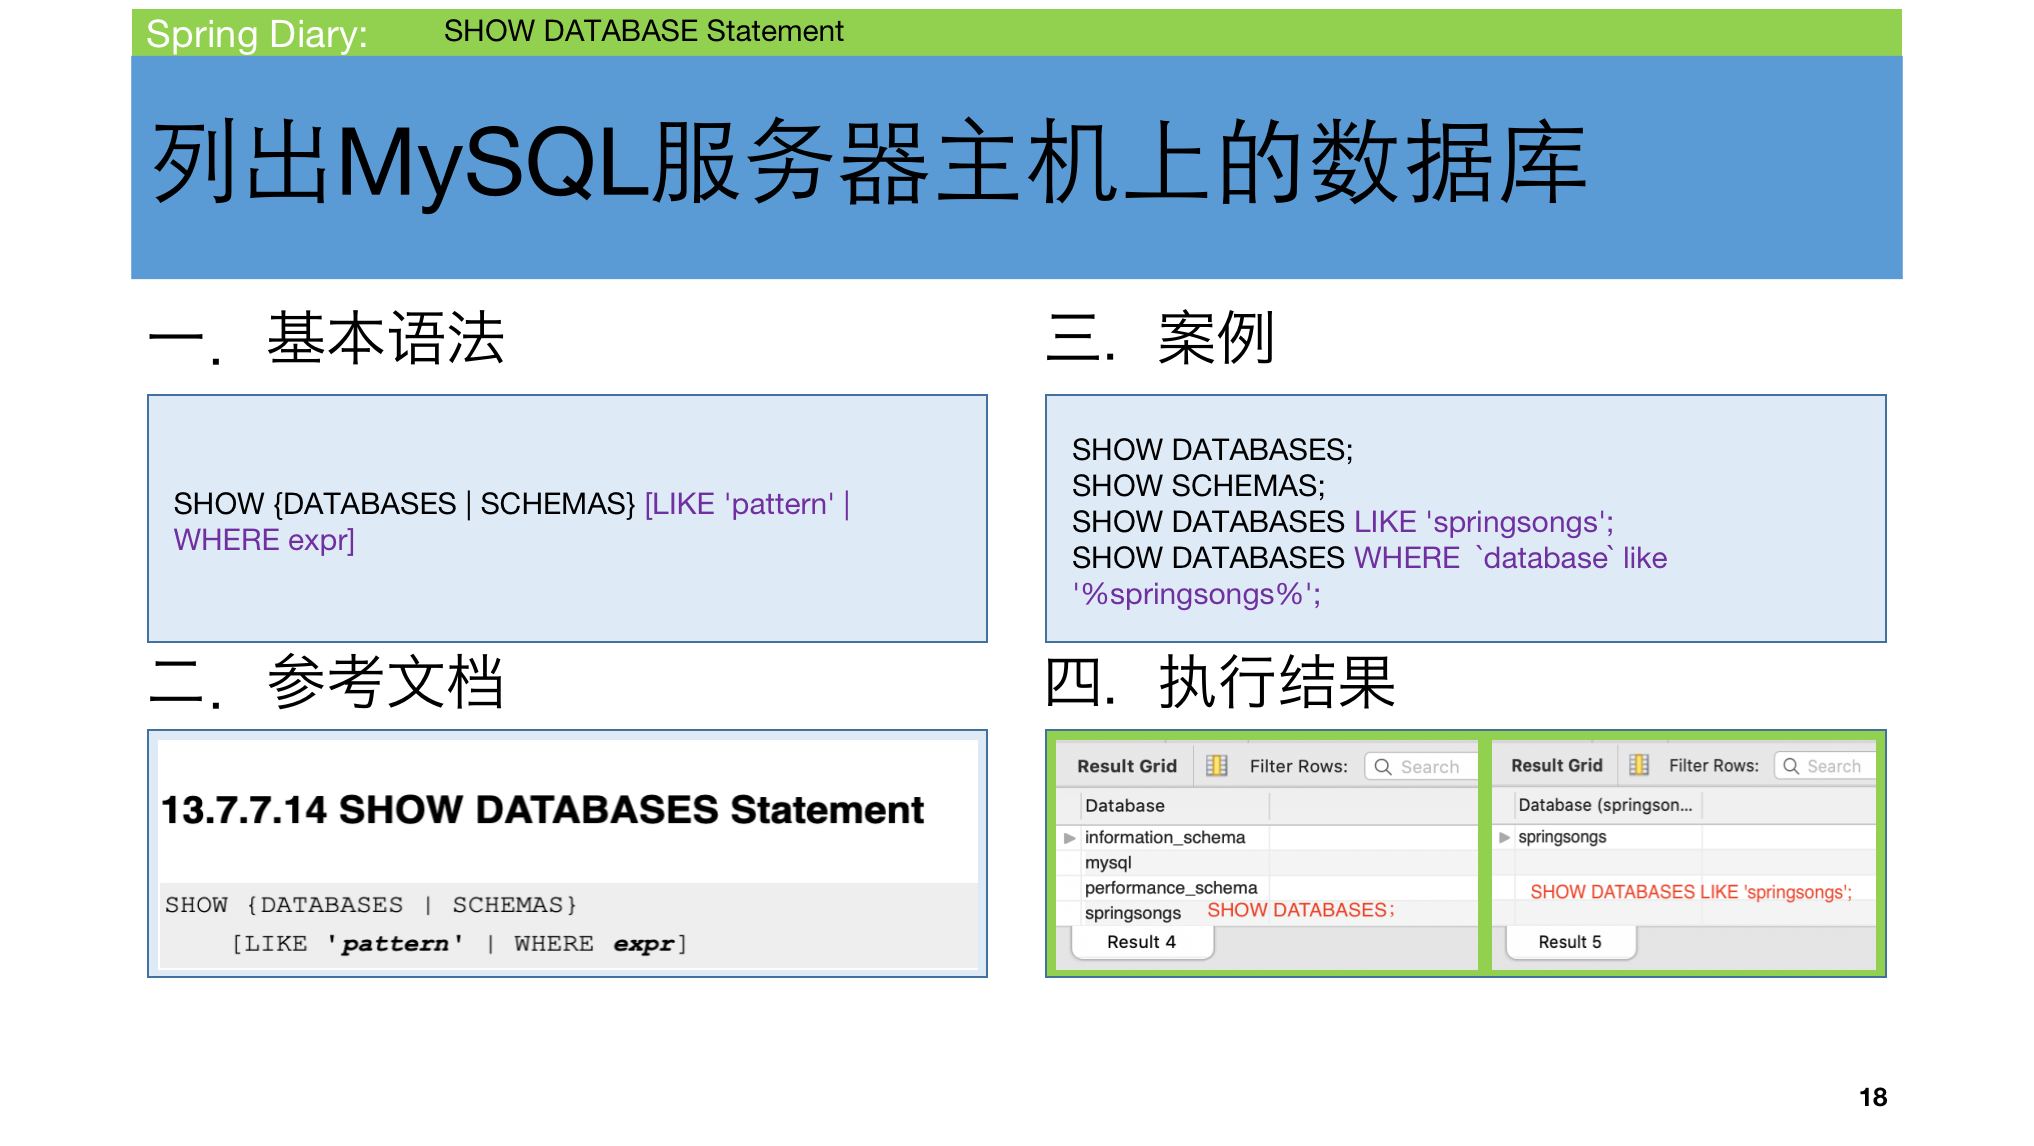 Spring Diary: SHOW DATABASE Statement
列出MySQL服务器主机上的数据库
一. 基本语法
SHOW {DATABASES | SCHEMAS} [LIKE 'pattern' |
WHERE expr]
二. 参考文档
13.7.7.14 SHOW DATABASES Statement
SHOW {DATABASES | SCHEMAS}
[LIKE 'pattern' | WHERE expr]
三. 案例
SHOW DATABASES;
SHOW SCHEMAS;
SHOW DATABASES LIKE 'springsongs';
SHOW DATABASES WHERE `database` like
'%springsongs%';
四. 执行结果
Result Grid Filter Rows: Search
Database
information_schema
mysql
performance_schema
springsongs SHOW DATABASES；
Result 4
Result Grid Filter Rows: Search
Database (springson...
springsongs
SHOW DATABASES LIKE 'springsongs';
Result 5
18